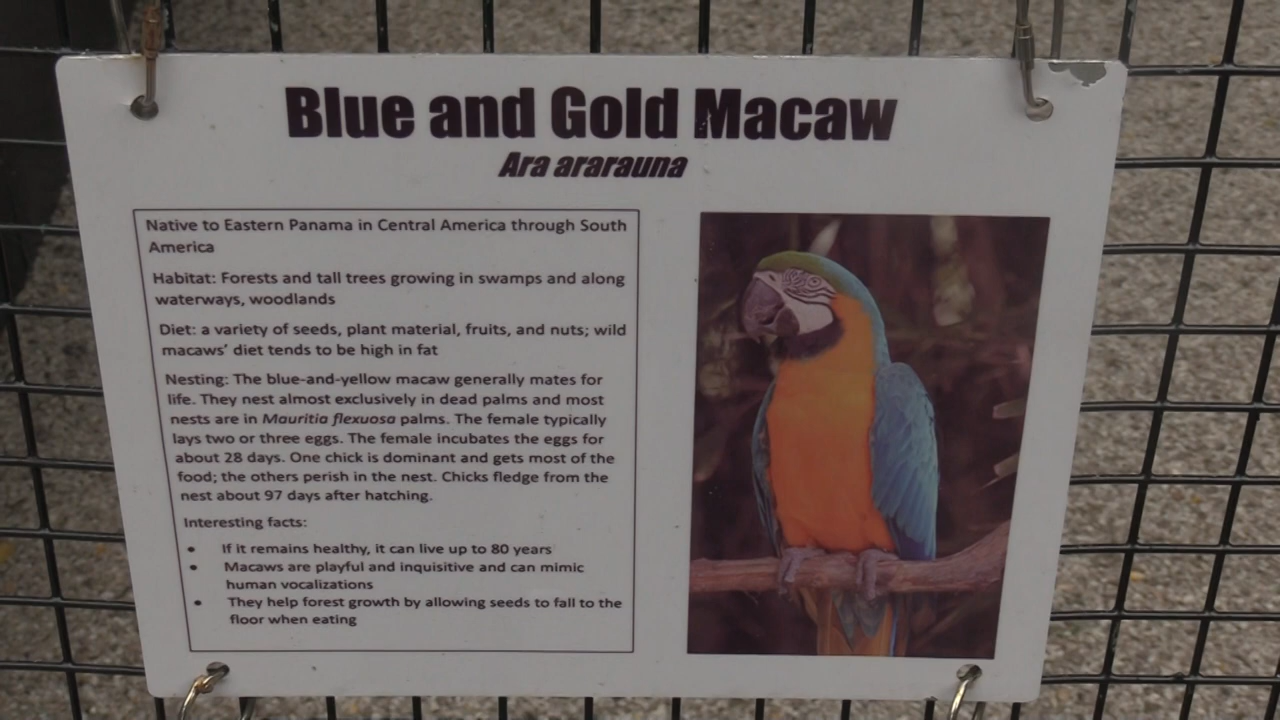 Blue and Gold Macaw
Ara ararauna
Native to Eastern Panama in Central America through South
America
Habitat: Forests and tall trees growing in swamps and along
waterways, woodlands
Diet: a variety of seeds, plant material, fruits, and nuts; wild
macaws’ diet tends to be high in fat
Nesting: The blue-and-yellow macaw generally mates for
life. They nest almost exclusively in dead palms and most
nests are in Mauritia flexuosa palms. The female typically
lays two or three eggs. The female incubates the eggs for
about 28 days. One chick is dominant and gets most of the
food; the others perish in the nest. Chicks fledge from the
nest about 97 days after hatching.
Interesting facts:
• If it remains healthy, it can live up to 80 years
• Macaws are playful and inquisitive and can mimic
human vocalizations
• They help forest growth by allowing seeds to fall to the
floor when eating